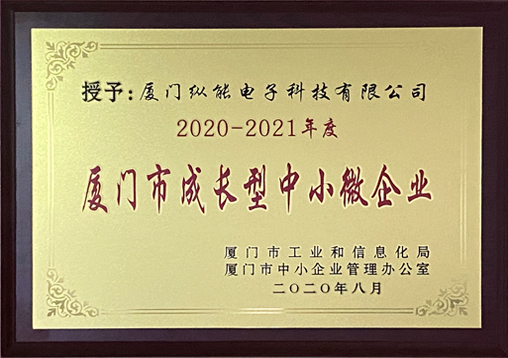 授予：厦门纵能电子科技有限公司
2020-2021年度
厦门市成长型中小微企业
厦门市工业和信息化局
厦门市中小企业管理办公室
二〇二〇年八月